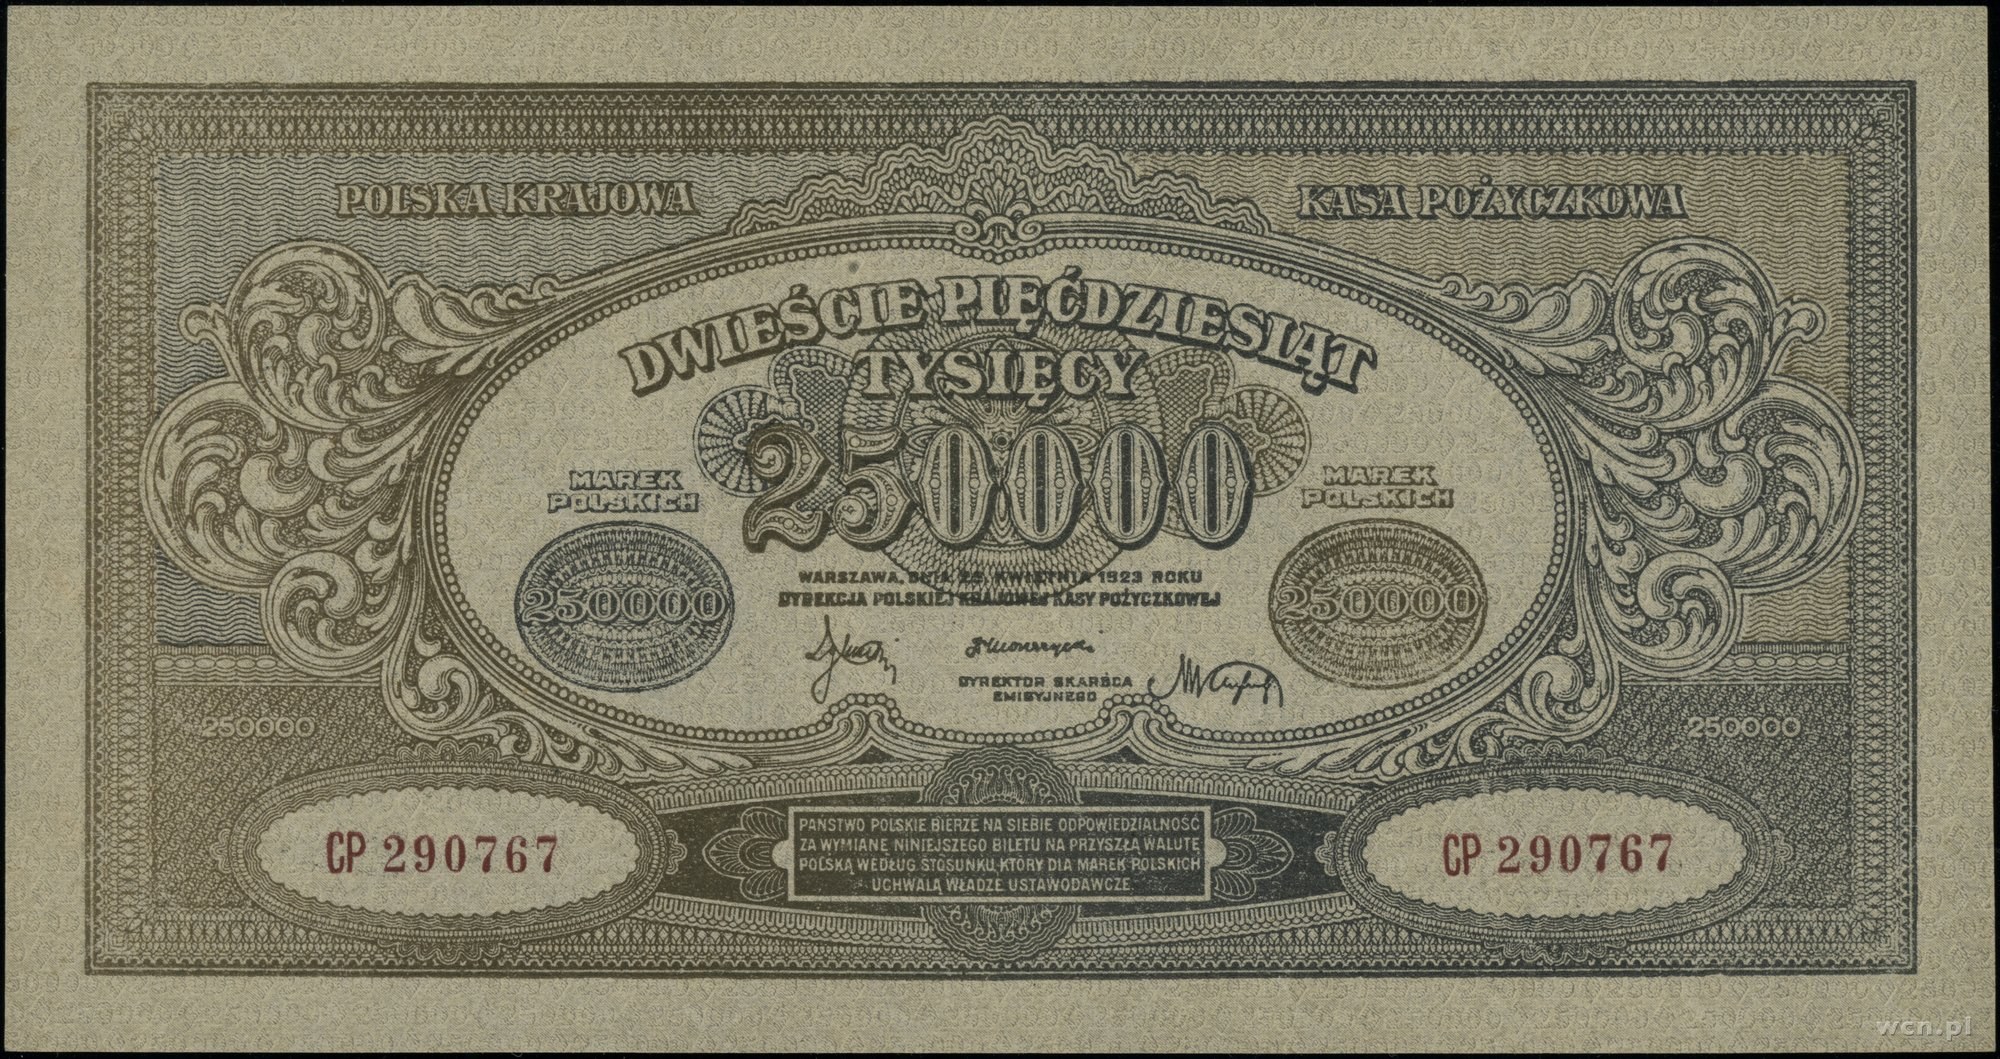 POLSKA KRAJOWA KASA POŻYCZKOWA
DWIEŚCIE PIĘĆDZIESIĄT
TYSIĘCY
250000
MAREK
POLSKICH
250000
MAREK
POLSKICH
250000
WARSZAWA, DNIA 25 KWIETNIA 1923 ROKU
DYREKCJA POLSKIEJ KRAJOWEJ KASY POŻYCZKOWEJ
DYREKTOR SKARBCA
EMISYJNEGO
250000
250000
CP 290767
PAŃSTWO POLSKIE BIERZE NA SIEBIE ODPOWIEDZIALNOŚĆ
ZA WYMIANĘ NINIEJSZEGO BILETU NA PRZYSZŁĄ WALUTĘ
POLSKĄ WEDŁUG STOSUNKU, KTÓRY DLA MAREK POLSKICH
UCHWALĄ WŁADZE USTAWODAWCZE.
CP 290767
wcn.pl